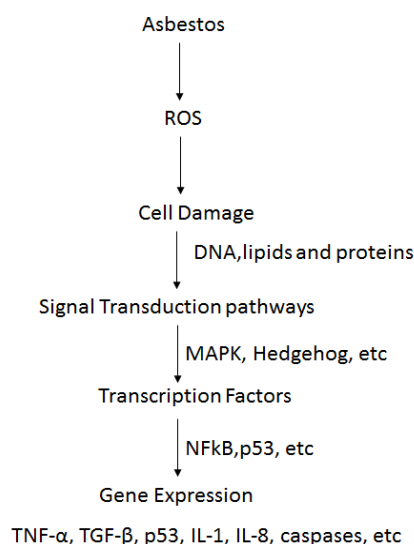 Asbestos
ROS
Cell Damage
DNA,lipids and proteins
Signal Transduction pathways
MAPK, Hedgehog, etc
Transcription Factors
NFkB,p53, etc
Gene Expression
TNF-α, TGF-β, p53, IL-1, IL-8, caspases, etc